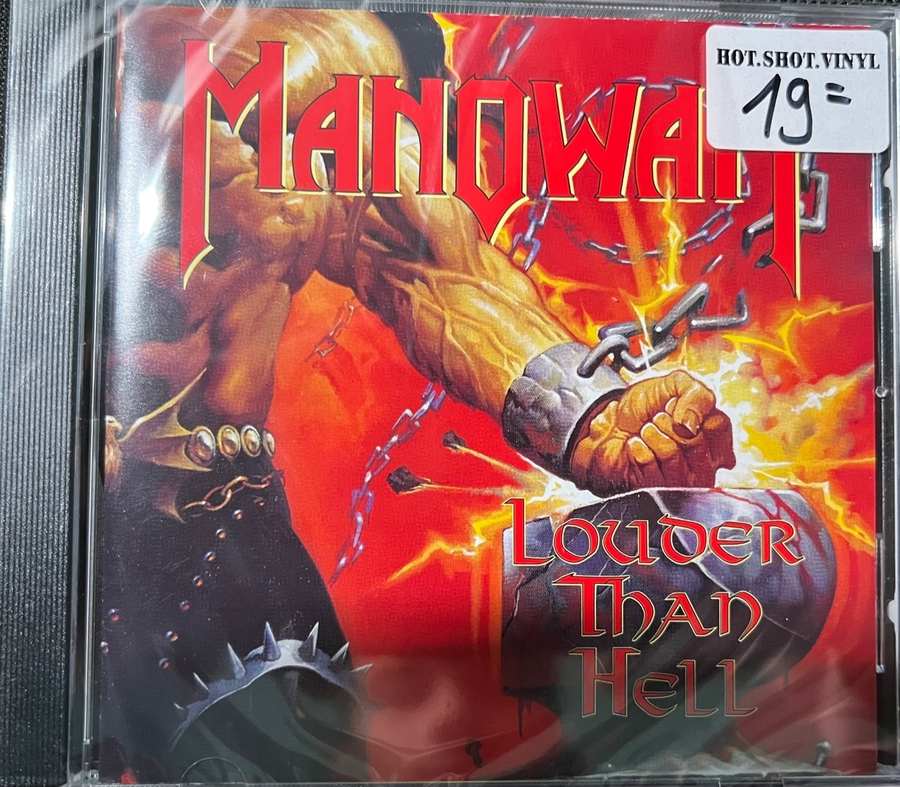 MANOWAR
HOT.SHOT.VINYL
19=
LOUDER
THAN
HELL